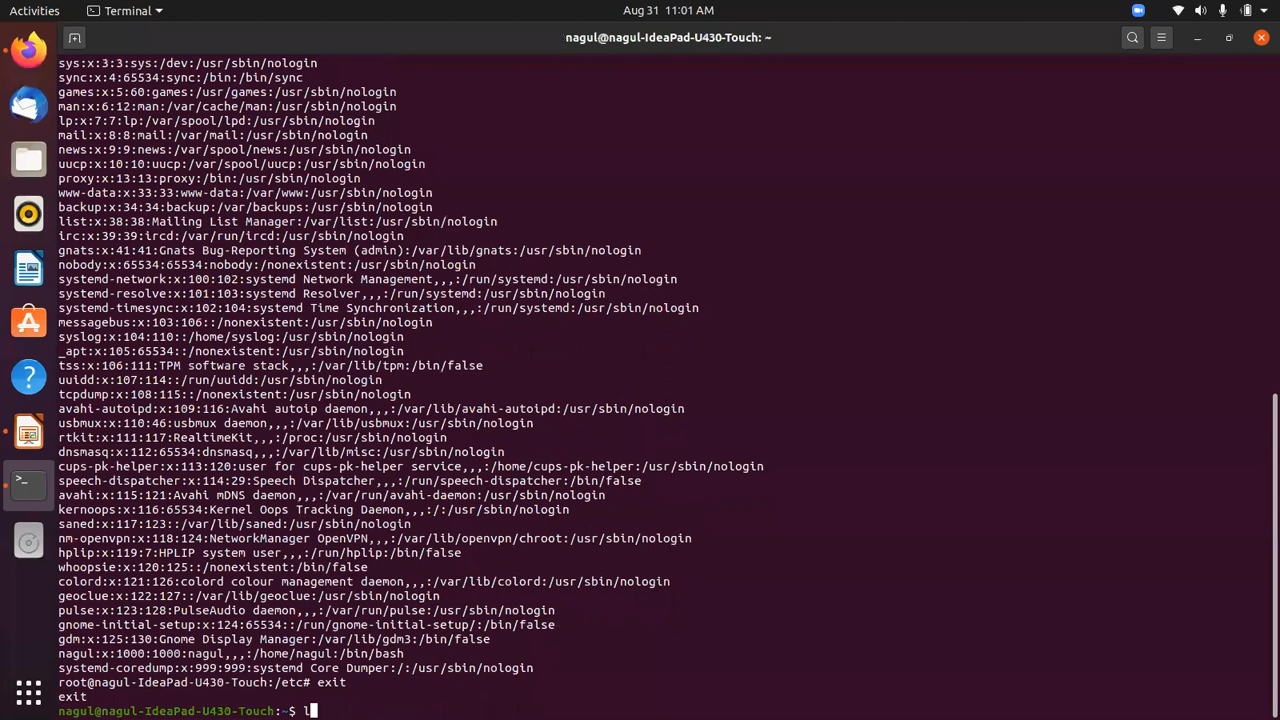 Activities
Terminal
Aug 31 11:01 AM
nagul@nagul-IdeaPad-U430-Touch: ~
sys:x:3:3:sys:/dev:/usr/sbin/nologin
sync:x:4:65534:sync:/bin:/bin/sync
games:x:5:60:games:/usr/games:/usr/sbin/nologin
man:x:6:12:man:/var/cache/man:/usr/sbin/nologin
lp:x:7:7:lp:/var/spool/lpd:/usr/sbin/nologin
mail:x:8:8:mail:/var/mail:/usr/sbin/nologin
news:x:9:9:news:/var/spool/news:/usr/sbin/nologin
uucp:x:10:10:uucp:/var/spool/uucp:/usr/sbin/nologin
proxy:x:13:13:proxy:/bin:/usr/sbin/nologin
www-data:x:33:33:www-data:/var/www:/usr/sbin/nologin
backup:x:34:34:backup:/var/backups:/usr/sbin/nologin
list:x:38:38:Mailing List Manager:/var/list:/usr/sbin/nologin
irc:x:39:39:ircd:/var/run/ircd:/usr/sbin/nologin
gnats:x:41:41:Gnats Bug-Reporting System (admin):/var/lib/gnats:/usr/sbin/nologin
nobody:x:65534:65534:nobody:/nonexistent:/usr/sbin/nologin
systemd-network:x:100:102:systemd Network Management,,,:/run/systemd:/usr/sbin/nologin
systemd-resolve:x:101:103:systemd Resolver,,,:/run/systemd:/usr/sbin/nologin
systemd-timesync:x:102:104:systemd Time Synchronization,,,:/run/systemd:/usr/sbin/nologin
messagebus:x:103:106::/nonexistent:/usr/sbin/nologin
syslog:x:104:110::/home/syslog:/usr/sbin/nologin
_apt:x:105:65534::/nonexistent:/usr/sbin/nologin
tss:x:106:111:TPM software stack,,,:/var/lib/tpm:/bin/false
uuidd:x:107:114::/run/uuidd:/usr/sbin/nologin
tcpdump:x:108:115::/nonexistent:/usr/sbin/nologin
avahi-autoipd:x:109:116:Avahi autoip daemon,,,:/var/lib/avahi-autoipd:/usr/sbin/nologin
usbmux:x:110:46:usbmux daemon,,,:/var/lib/usbmux:/usr/sbin/nologin
rtkit:x:111:117:RealtimeKit,,,:/proc:/usr/sbin/nologin
dnsmasq:x:112:65534:dnsmasq,,,:/var/lib/misc:/usr/sbin/nologin
cups-pk-helper:x:113:120:user for cups-pk-helper service,,,:/home/cups-pk-helper:/usr/sbin/nologin
speech-dispatcher:x:114:29:Speech Dispatcher,,,:/run/speech-dispatcher:/bin/false
avahi:x:115:121:Avahi mDNS daemon,,,:/var/run/avahi-daemon:/usr/sbin/nologin
kernoops:x:116:65534:Kernel Oops Tracking Daemon,,,:/:/usr/sbin/nologin
saned:x:117:123::/var/lib/saned:/usr/sbin/nologin
nm-openvpn:x:118:124:NetworkManager OpenVPN,,,:/var/lib/openvpn/chroot:/usr/sbin/nologin
hplip:x:119:7:HPLIP system user,,,:/run/hplip:/bin/false
whoopsie:x:120:125::/nonexistent:/bin/false
colord:x:121:126:colord colour management daemon,,,:/var/lib/colord:/usr/sbin/nologin
geoclue:x:122:127::/var/lib/geoclue:/usr/sbin/nologin
pulse:x:123:128:PulseAudio daemon,,,:/var/run/pulse:/usr/sbin/nologin
gnome-initial-setup:x:124:65534::/run/gnome-initial-setup/:/bin/false
gdm:x:125:130:Gnome Display Manager:/var/lib/gdm3:/bin/false
nagul:x:1000:1000:nagul,,,:/home/nagul:/bin/bash
systemd-coredump:x:999:999:systemd Core Dumper:/:/usr/sbin/nologin
root@nagul-IdeaPad-U430-Touch:/etc# exit
exit
nagul@nagul-IdeaPad-U430-Touch:~$ l